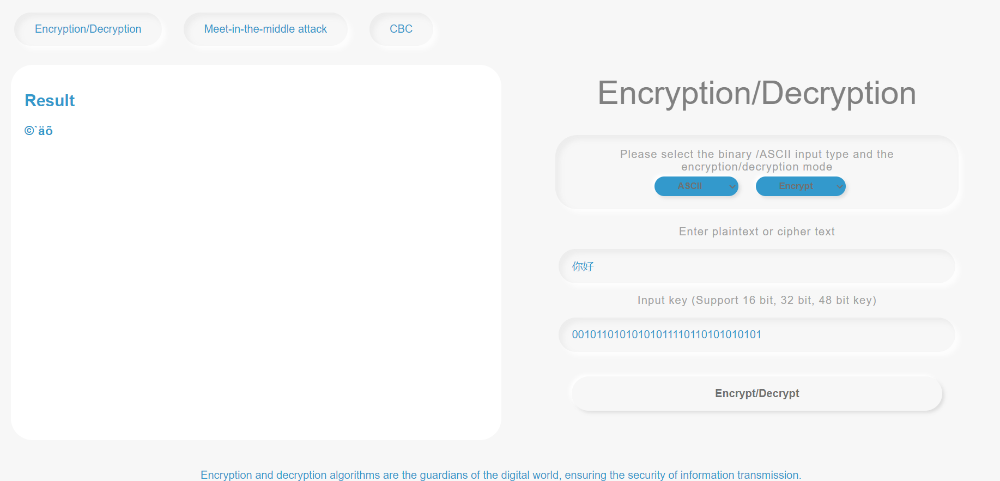 Encryption/Decryption
Meet-in-the-middle attack
CBC
Result
©`äõ
Encryption/Decryption
Please select the binary /ASCII input type and the
encryption/decryption mode
ASCII
Encrypt
Enter plaintext or cipher text
你好
Input key (Support 16 bit, 32 bit, 48 bit key)
00101101010101011110110101010101
Encrypt/Decrypt
Encryption and decryption algorithms are the guardians of the digital world, ensuring the security of information transmission.